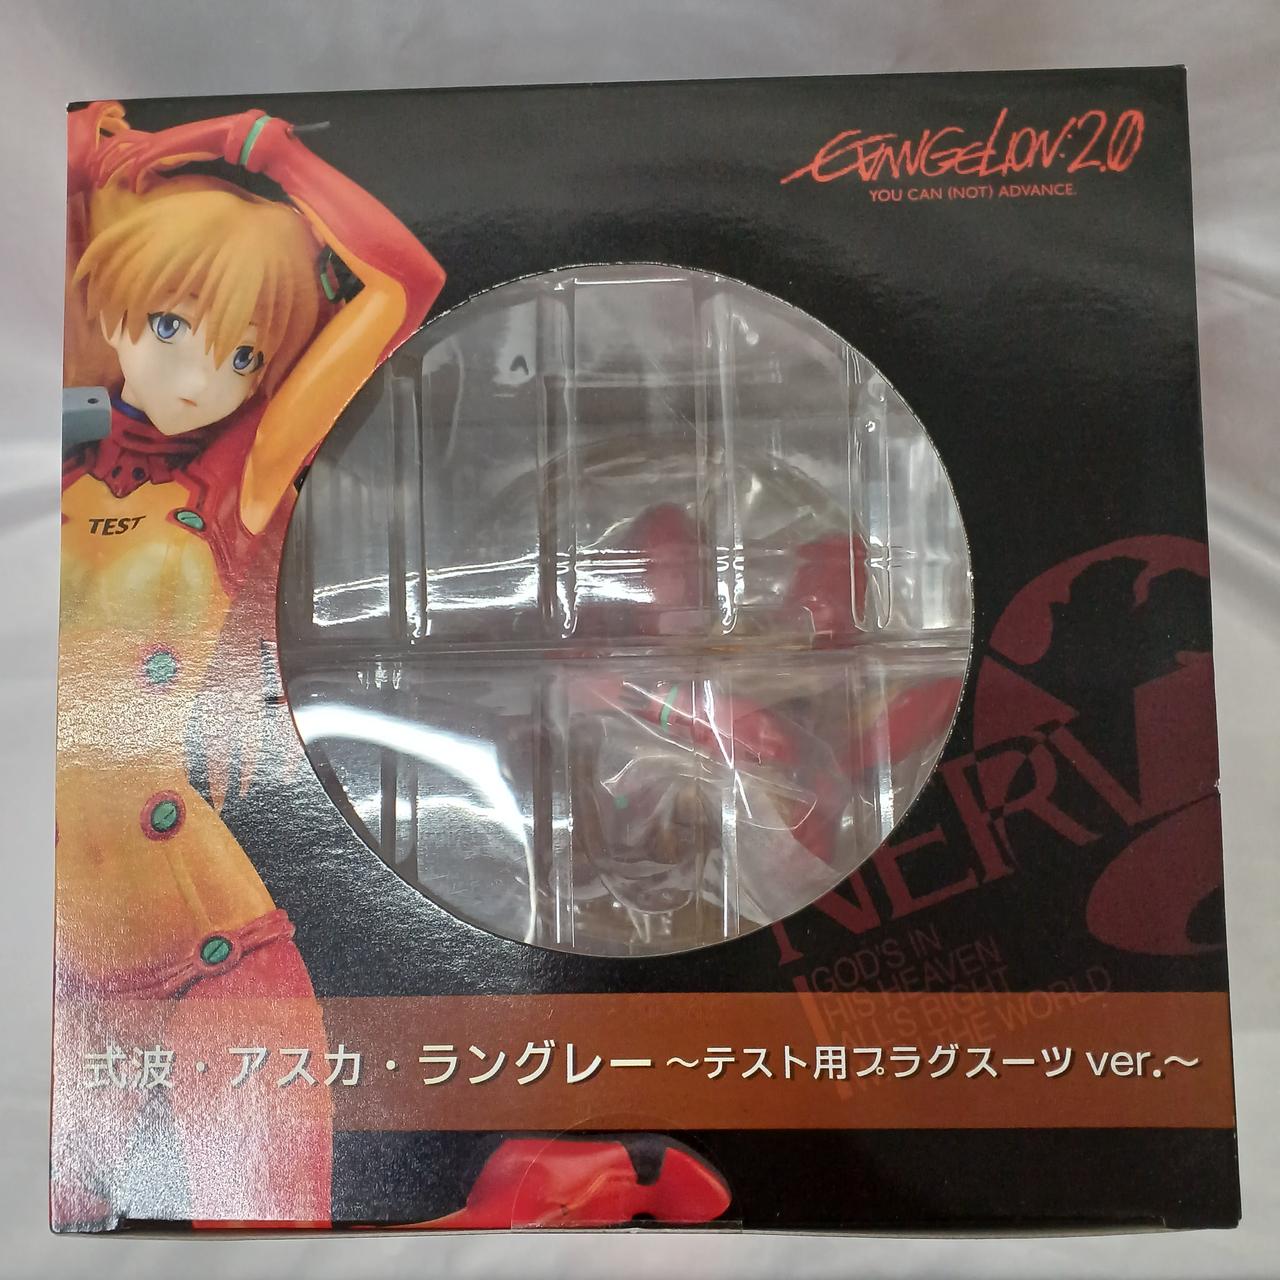 EVANGELION:2.0
YOU CAN (NOT) ADVANCE.
TEST
NERV
GOD'S IN
HIS HEAVEN
ALL'S RIGHT
THE WORLD
式波・アスカ・ラングレー～テスト用プラグスーツ ver.～